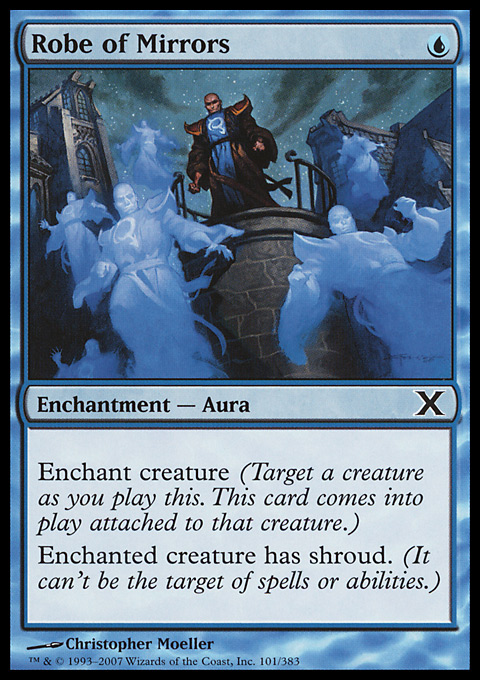 Robe of Mirrors
Enchantment — Aura
X
Enchant creature (Target a creature
as you play this. This card comes into
play attached to that creature.)
Enchanted creature has shroud. (It
can't be the target of spells or abilities.)
Christopher Moeller
™ & © 1993–2007 Wizards of the Coast, Inc. 101/383